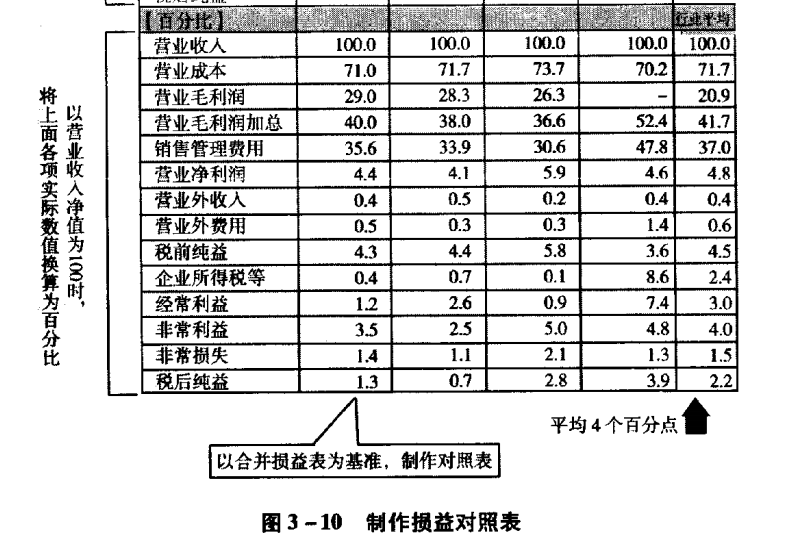 【百分比】 行业平均
营业收入 100.0 100.0 100.0 100.0 100.0
营业成本 71.0 71.7 73.7 70.2 71.7
营业毛利润 29.0 28.3 26.3 – 20.9
营业毛利润加总 40.0 38.0 36.6 52.4 41.7
销售管理费用 35.6 33.9 30.6 47.8 37.0
营业净利润 4.4 4.1 5.9 4.6 4.8
营业外收入 0.4 0.5 0.2 0.4 0.4
营业外费用 0.5 0.3 0.3 1.4 0.6
税前纯益 4.3 4.4 5.8 3.6 4.5
企业所得税等 0.4 0.7 0.1 8.6 2.4
经常利益 1.2 2.6 0.9 7.4 3.0
非常利益 3.5 2.5 5.0 4.8 4.0
非常损失 1.4 1.1 2.1 1.3 1.5
税后纯益 1.3 0.7 2.8 3.9 2.2
以营业收入净值为100时，
将上面各项实际数值换算为百分比
平均4个百分点
以合并损益表为基准，制作对照表
图3－10 制作损益对照表